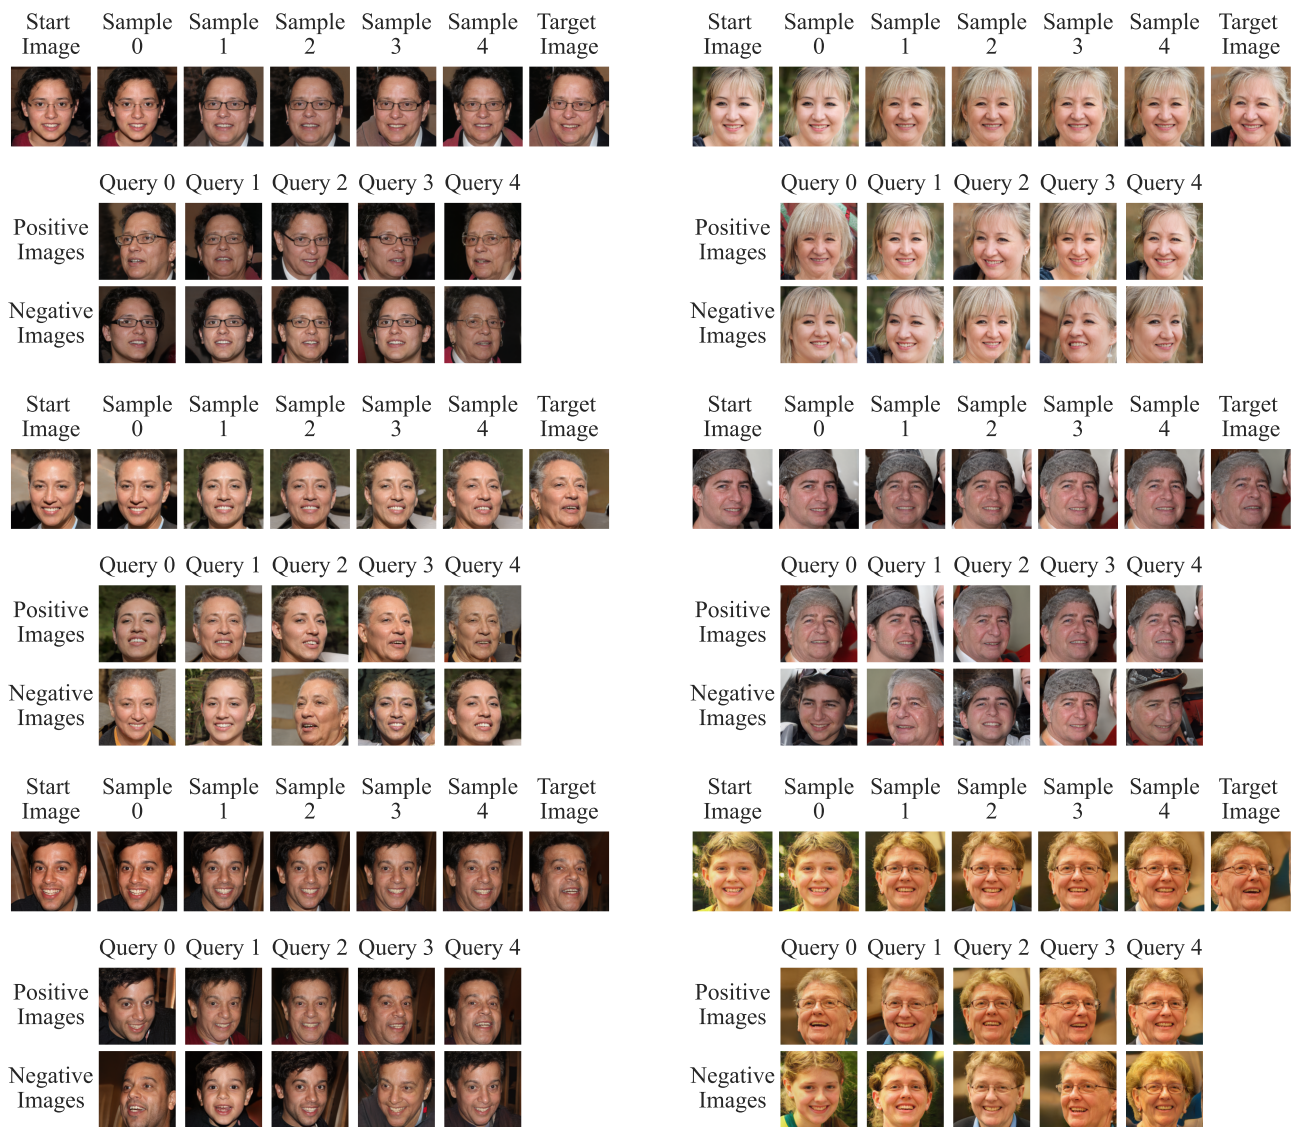 Start Image Sample 0 Sample 1 Sample 2 Sample 3 Sample 4 Target Image
Query 0 Query 1 Query 2 Query 3 Query 4
Positive Images
Negative Images
Start Image Sample 0 Sample 1 Sample 2 Sample 3 Sample 4 Target Image
Query 0 Query 1 Query 2 Query 3 Query 4
Positive Images
Negative Images
Start Image Sample 0 Sample 1 Sample 2 Sample 3 Sample 4 Target Image
Query 0 Query 1 Query 2 Query 3 Query 4
Positive Images
Negative Images
Start Image Sample 0 Sample 1 Sample 2 Sample 3 Sample 4 Target Image
Query 0 Query 1 Query 2 Query 3 Query 4
Positive Images
Negative Images
Start Image Sample 0 Sample 1 Sample 2 Sample 3 Sample 4 Target Image
Query 0 Query 1 Query 2 Query 3 Query 4
Positive Images
Negative Images
Start Image Sample 0 Sample 1 Sample 2 Sample 3 Sample 4 Target Image
Query 0 Query 1 Query 2 Query 3 Query 4
Positive Images
Negative Images